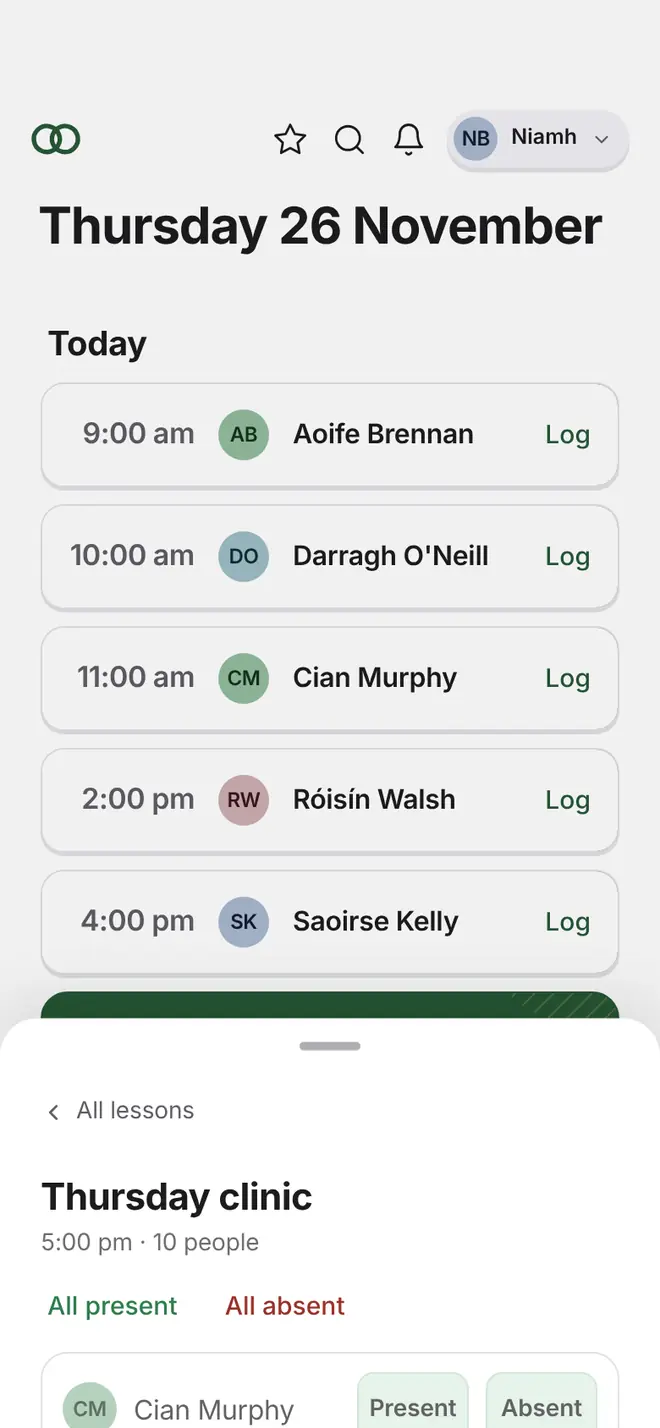 NB Niamh
Thursday 26 November
Today
9:00 am AB Aoife Brennan Log
10:00 am DO Darragh O'Neill Log
11:00 am CM Cian Murphy Log
2:00 pm RW Róisín Walsh Log
4:00 pm SK Saoirse Kelly Log
All lessons
Thursday clinic
5:00 pm · 10 people
All present All absent
CM Cian Murphy Present Absent